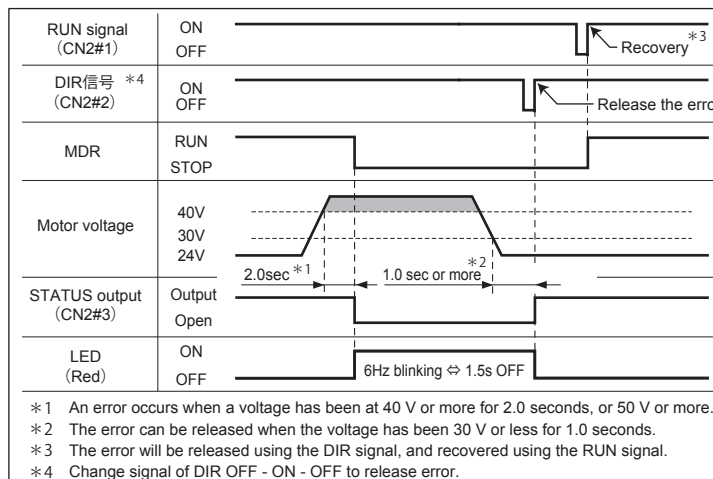 RUN signal ON
(CN2#1) OFF
Recovery *3
DIR信号 *4 ON
(CN2#2) OFF
Release the erro
MDR RUN
STOP
Motor voltage 40V
30V
24V
2.0sec *1 1.0 sec or more *2
STATUS output Output
(CN2#3) Open
LED ON
(Red) OFF
6Hz blinking ⇔ 1.5s OFF
*1 An error occurs when a voltage has been at 40 V or more for 2.0 seconds, or 50 V or more.
*2 The error can be released when the voltage has been 30 V or less for 1.0 seconds.
*3 The error will be released using the DIR signal, and recovered using the RUN signal.
*4 Change signal of DIR OFF - ON - OFF to release error.